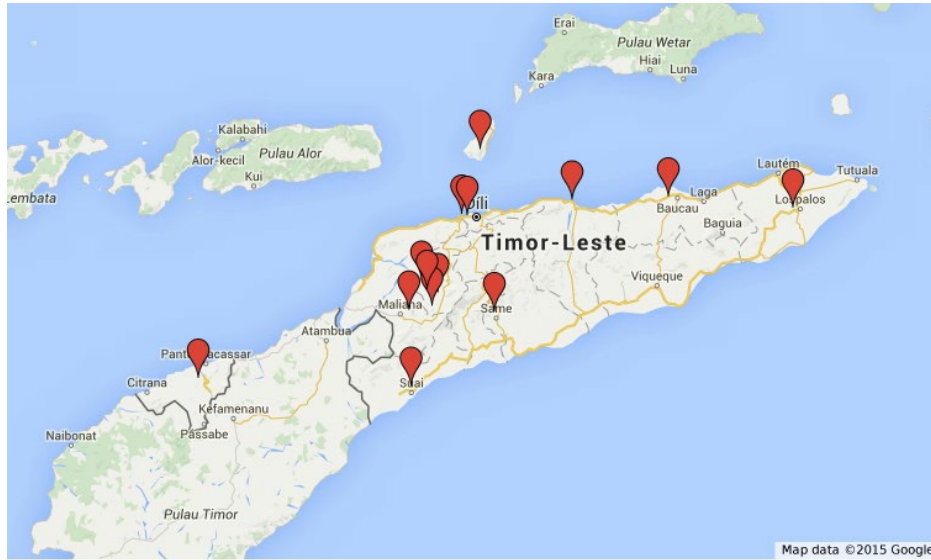 Erai
Pulau Wetar
Hiai
Luna
Kara
Kalabahi
Alor-kecil
Pulau Alor
Kui
Lembata
Lautém
Tutuala
Laga
Baucau
Baguia
Timor-Leste
Viqueque
Maliana
Same
Atambua
Suai
Citrana
Kefamenanu
Passabe
Naibonat
Pulau Timor
Map data ©2015 Google